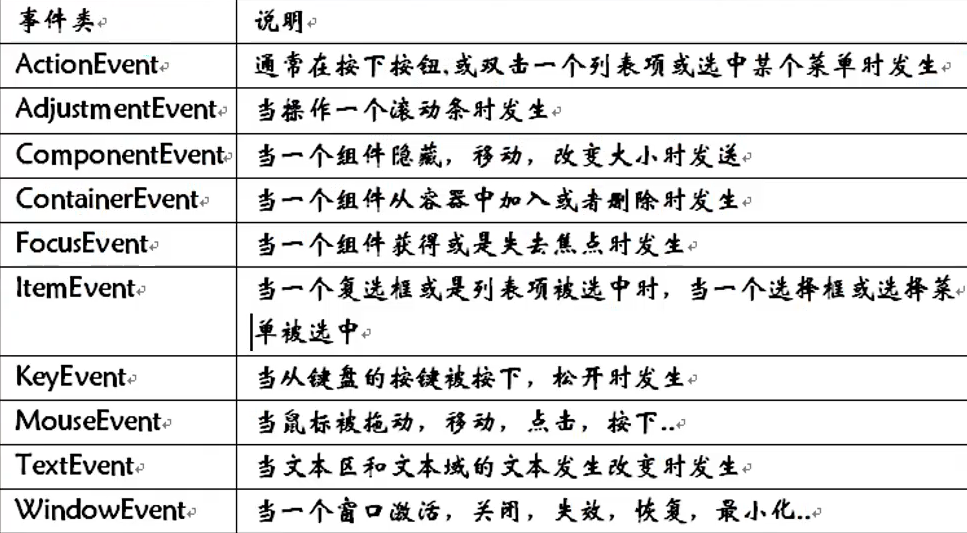 事件类 说明
ActionEvent 通常在按下按钮,或双击一个列表项或选中某个菜单时发生
AdjustmentEvent 当操作一个滚动条时发生
ComponentEvent 当一个组件隐藏，移动，改变大小时发送
ContainerEvent 当一个组件从容器中加入或者删除时发生
FocusEvent 当一个组件获得或是失去焦点时发生
ItemEvent 当一个复选框或是列表项被选中时，当一个选择框或选择菜
单被选中
KeyEvent 当从键盘的按键被按下，松开时发生
MouseEvent 当鼠标被拖动，移动，点击，按下..
TextEvent 当文本区和文本域的文本发生改变时发生
WindowEvent 当一个窗口激活，关闭，失效，恢复，最小化..